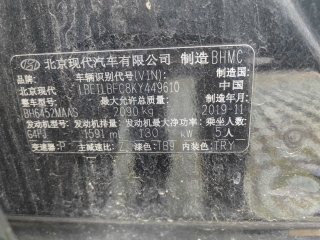 北京现代汽车有限公司 制造 BHMC
品牌: 车辆识别代号(VIN): 制造国:
北京现代 LBETLBFC8KY449610 中国
型号: 最大允许总质量: 制造年月:
BH6452MAAS 2090 kg 2019-11
发动机型号: 发动机排量: 发动机最大净功率: 乘坐人数:
G4FJ 1591 ml 130 kW 5人
变速器:P 主减速比:Z 漆色:TB9 内装色:TRY